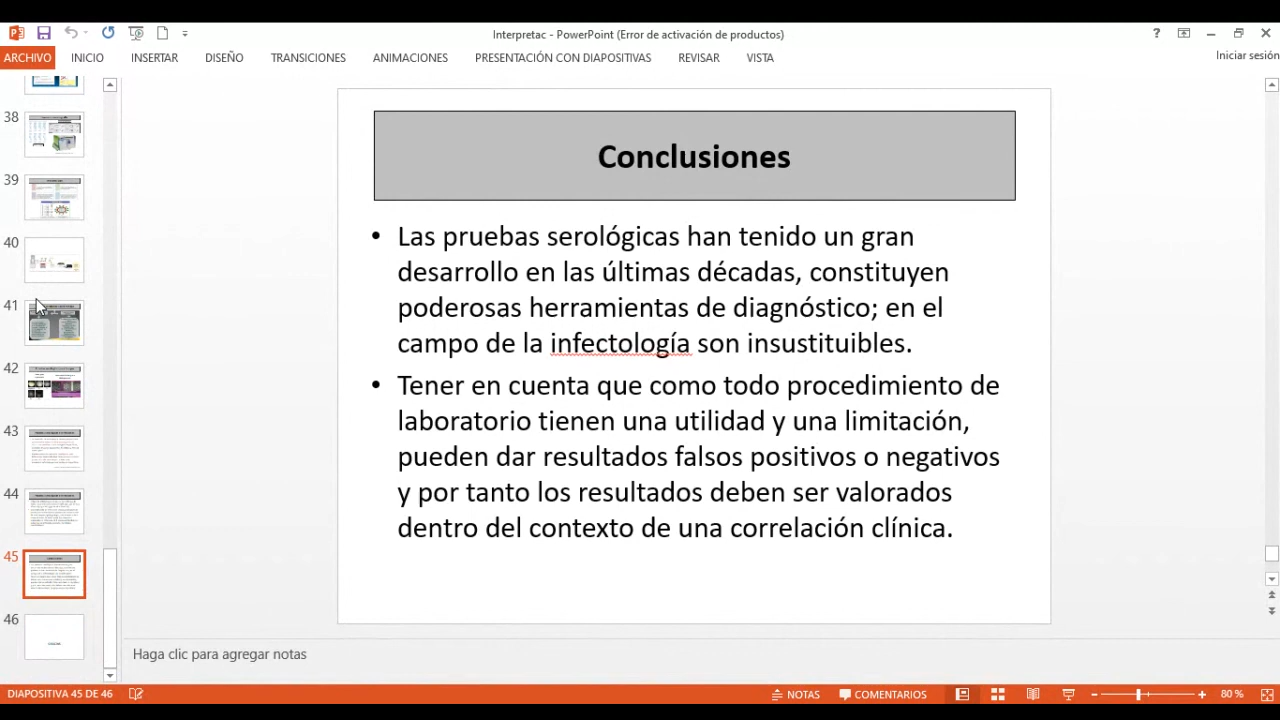 Interpretac - PowerPoint (Error de activación de productos)
?
Iniciar sesión
ARCHIVO INICIO INSERTAR DISEÑO TRANSICIONES ANIMACIONES PRESENTACIÓN CON DIAPOSITIVAS REVISAR VISTA
38
39
40
41
42
43
44
45
46
Conclusiones
• Las pruebas serológicas han tenido un gran
desarrollo en las últimas décadas, constituyen
poderosas herramientas de diagnóstico; en el
campo de la infectología son insustituibles.
• Tener en cuenta que como todo procedimiento de
laboratorio tienen una utilidad y una limitación,
pueden dar resultados falsos positivos o negativos
y por tanto los resultados deben ser valorados
dentro del contexto de una correlación clínica.
Haga clic para agregar notas
DIAPOSITIVA 45 DE 46 NOTAS COMENTARIOS 80 %